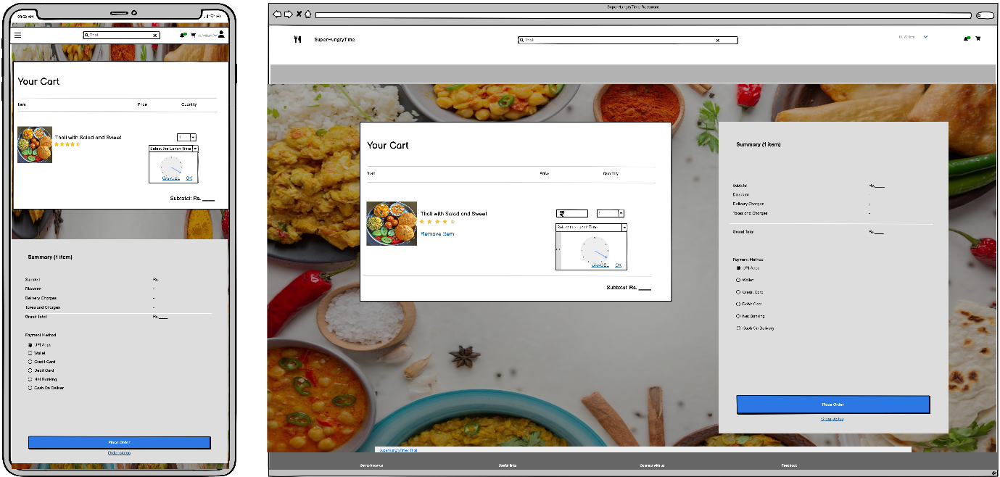 09:52 AM
Thali
Hi, William
Your Cart
Item Price Quantity
Thali with Salad and Sweet
1
Select the Lunch Time
CANCEL OK
Subtotal: Rs. ____
Summary (1 item)
Subtotal Rs.
Discount -
Delivery Charges -
Taxes and Charges -
Grand Total Rs.____
Payment Method
UPI Apps
Wallet
Credit Card
Debit Card
Net Banking
Cash On Deliver
Place Order
Order status
SuperHungryTime Resturant
SuperHungryTime
Thali
Hi, William
Your Cart
Item Price Quantity
Thali with Salad and Sweet
₹ 1
Remove Item
Select the Lunch Time
CANCEL OK
Subtotal: Rs. ____
Summary (1 item)
Subtotal Rs.____
Discount -
Delivery Charges -
Taxes and Charges -
Grand Total Rs.____
Payment Method
UPI Apps
Wallet
Credit Card
Debit Card
Net Banking
Cash On Delivery
Place Order
Order status
SuperHungryTime/ Thali
Get to know us Useful links Connect with us Feedback